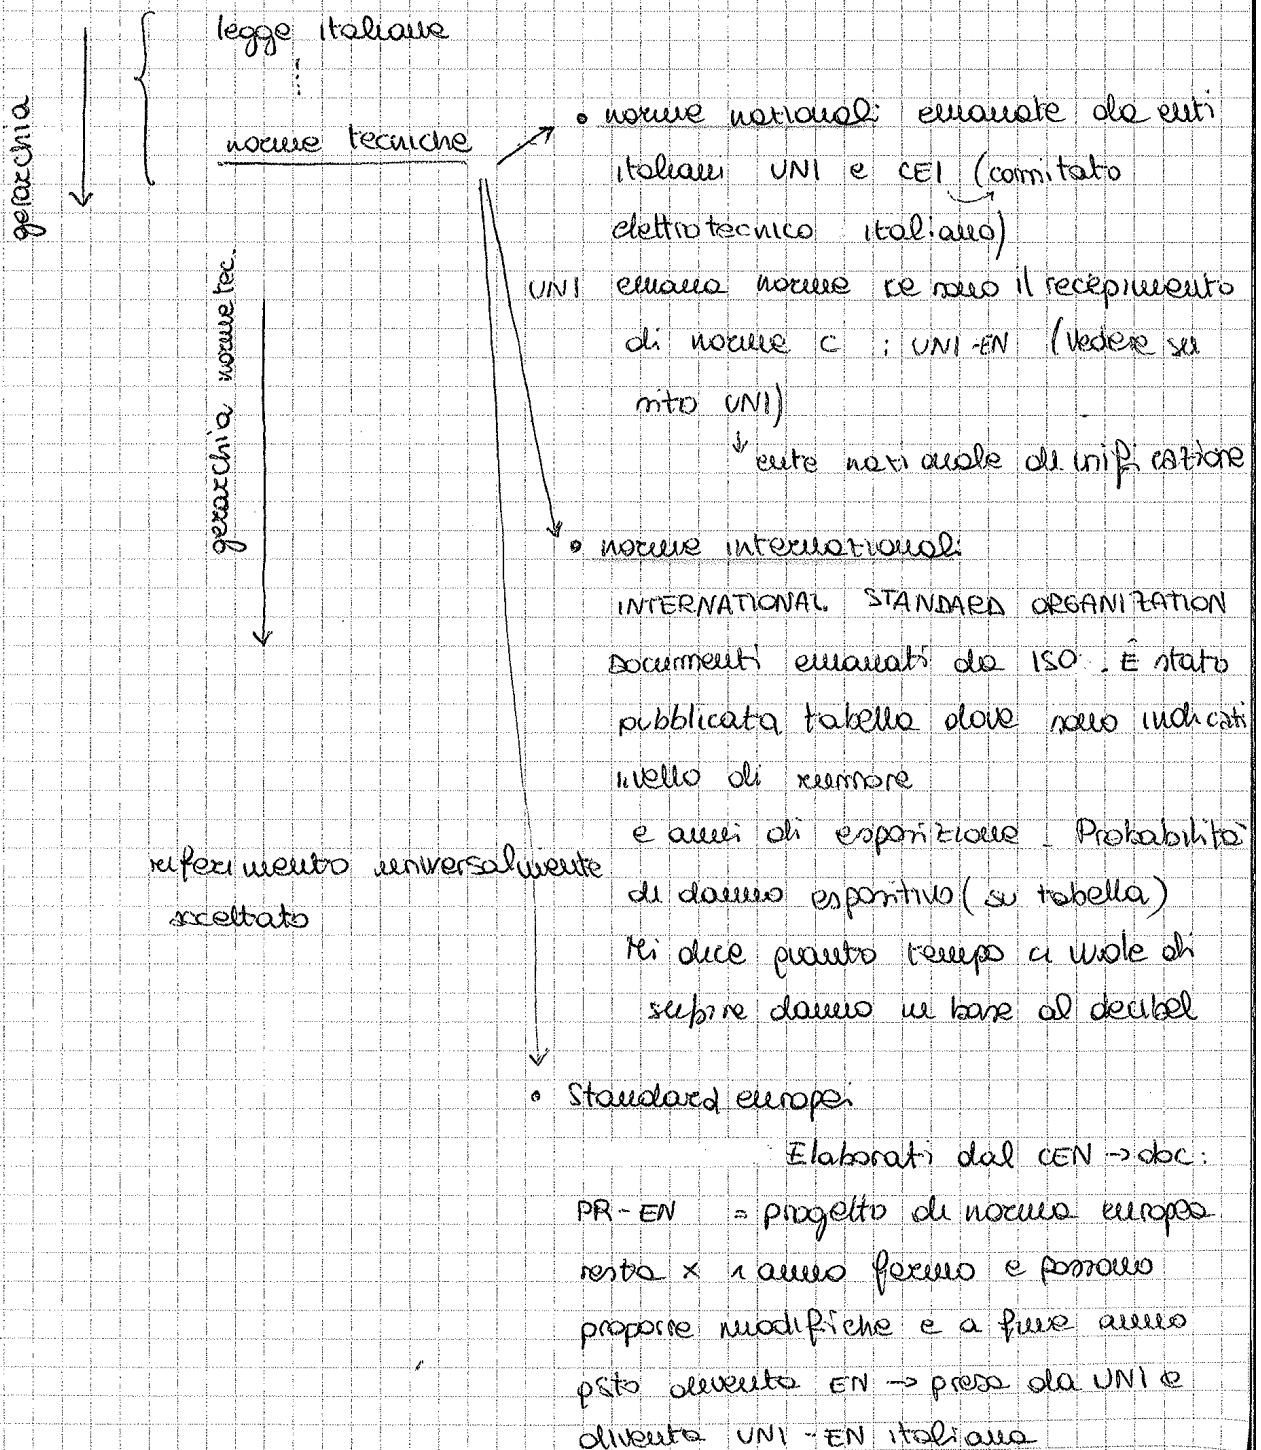 legge italiana
gerarchia
norme tecniche
• norme nazionali emanate da enti
italiani UNI e CEI (comitato
elettrotecnico italiano)
UNI emana norme ce sono il recepimento
di norme C : UNI-EN (vedere su
sito UNI)
↓ ente nazionale di unificazione
gerarchia norme tec.
• norme internazionali
INTERNATIONAL STANDARD ORGANIZATION
Documenti emanati da ISO. È stato
pubblicata tabella dove sono indicati
livello di rumore
e anni di esposizione. Probabilità
di danno espositivo (su tabella)
Mi dice quanto tempo ci vuole di
subire danno in base al decibel
riferimento universalmente
accettato
• Standard europei
Elaborati dal CEN → doc:
PR-EN = progetto di norma europea
resta x 1 anno fermo e possono
proporre modifiche e a fine anno
psto diventa EN → presa da UNI e
diventa UNI-EN italiana